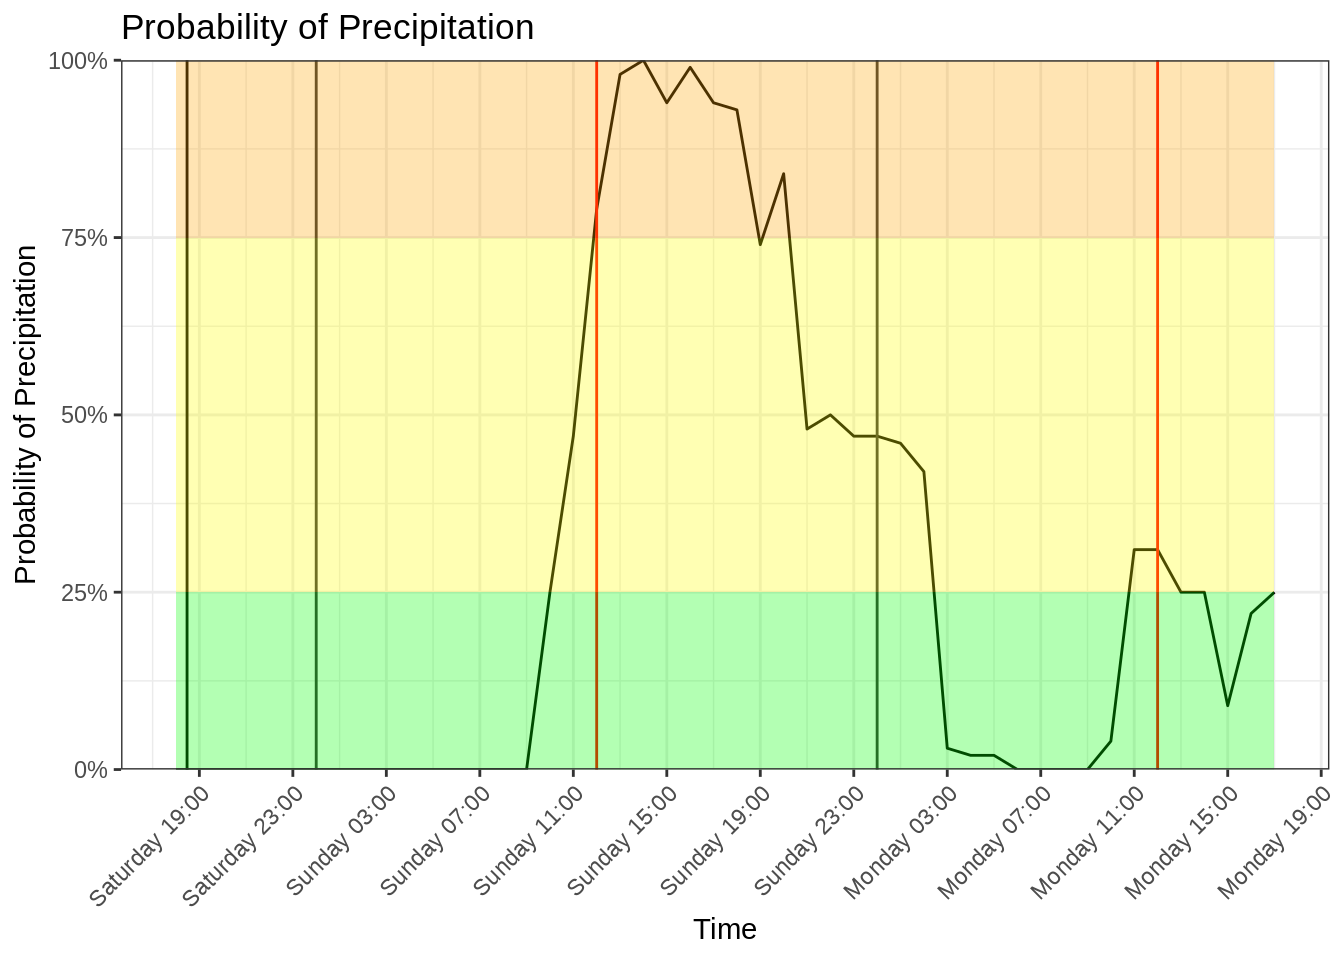 Probability of Precipitation
Probability of Precipitation
100%
75%
50%
25%
0%
Saturday 19:00
Saturday 23:00
Sunday 03:00
Sunday 07:00
Sunday 11:00
Sunday 15:00
Sunday 19:00
Sunday 23:00
Monday 03:00
Monday 07:00
Monday 11:00
Monday 15:00
Monday 19:00
Time